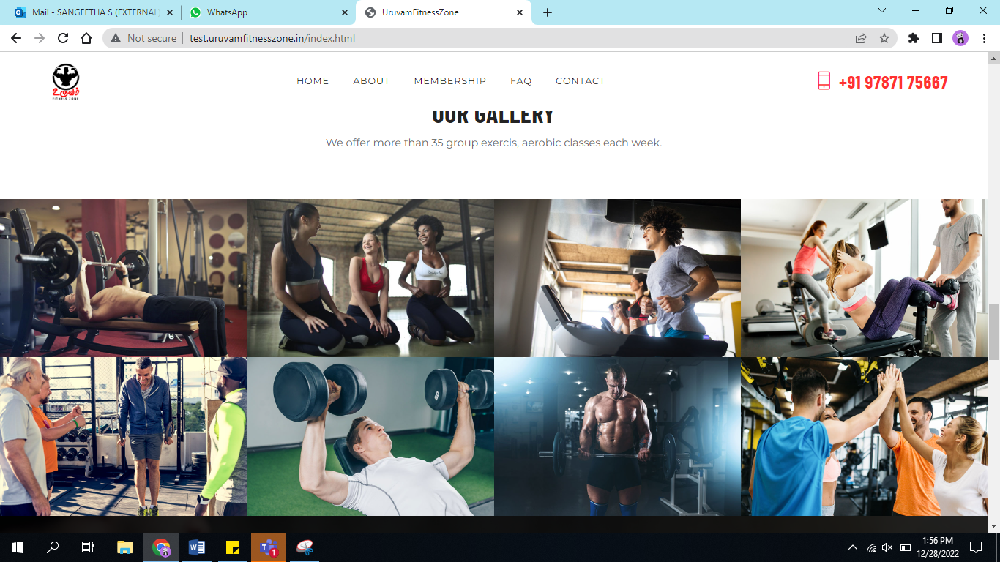 Mail - SANGEETHA S (EXTERNAL)
WhatsApp
UruvamFitnessZone
Not secure
test.uruvamfitnesszone.in/index.html
உருவம்
FITNESS ZONE
HOME
ABOUT
MEMBERSHIP
FAQ
CONTACT
+91 97871 75667
OUR GALLERY
We offer more than 35 group exercis, aerobic classes each week.
1
1:56 PM
12/28/2022